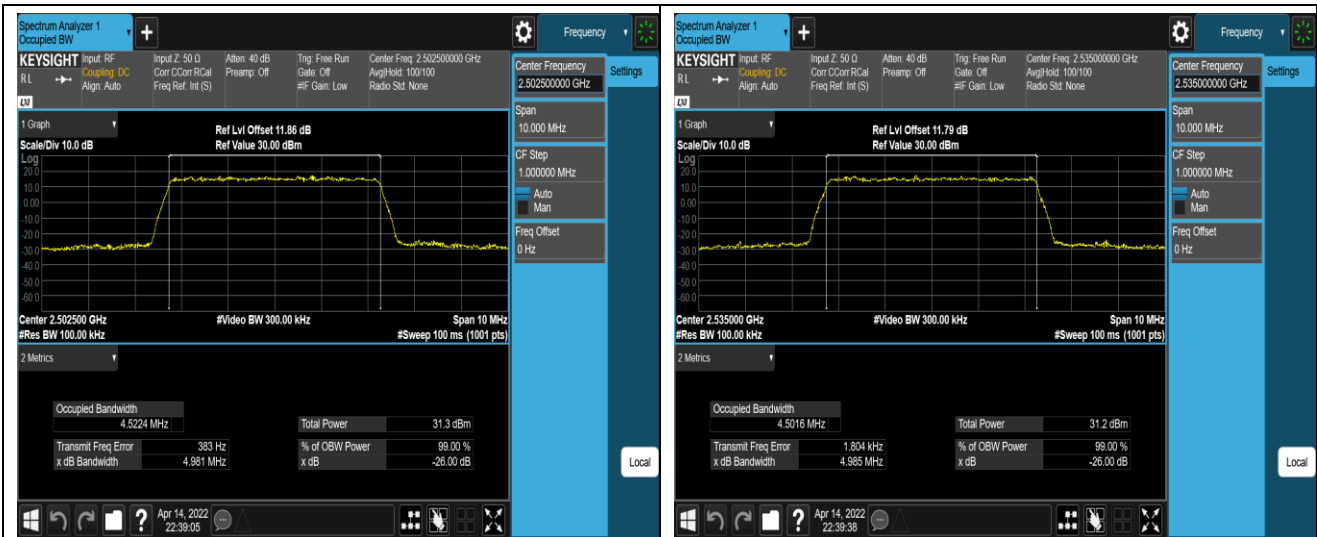 Spectrum Analyzer 1
Occupied BW
+
Frequency
KEYSIGHT
Input: RF
Coupling: DC
Align: Auto
Input Z: 50 Ω
Corr CCorr RCal
Freq Ref: Int (S)
Atten: 40 dB
Preamp: Off
Trig: Free Run
Gate: Off
#IF Gain: Low
Center Freq: 2.502500000 GHz
Avg|Hold: 100/100
Radio Std: None
RL
LXI
Center Frequency
2.502500000 GHz
Settings
Span
10.000 MHz
CF Step
1.000000 MHz
Auto
Man
Freq Offset
0 Hz
Local
1 Graph
Scale/Div 10.0 dB
Ref Lvl Offset 11.86 dB
Ref Value 30.00 dBm
Log
20.0
10.0
0.00
-10.0
-20.0
-30.0
-40.0
-50.0
-60.0
Center 2.502500 GHz
#Video BW 300.00 kHz
Span 10 MHz
#Res BW 100.00 kHz
#Sweep 100 ms (1001 pts)
2 Metrics
Occupied Bandwidth
4.5224 MHz
Total Power 31.3 dBm
Transmit Freq Error 383 Hz
% of OBW Power 99.00 %
x dB Bandwidth 4.981 MHz
x dB -26.00 dB
?
Apr 14, 2022
22:39:05
Spectrum Analyzer 1
Occupied BW
+
Frequency
KEYSIGHT
Input: RF
Coupling: DC
Align: Auto
Input Z: 50 Ω
Corr CCorr RCal
Freq Ref: Int (S)
Atten: 40 dB
Preamp: Off
Trig: Free Run
Gate: Off
#IF Gain: Low
Center Freq: 2.535000000 GHz
Avg|Hold: 100/100
Radio Std: None
RL
LXI
Center Frequency
2.535000000 GHz
Settings
Span
10.000 MHz
CF Step
1.000000 MHz
Auto
Man
Freq Offset
0 Hz
Local
1 Graph
Scale/Div 10.0 dB
Ref Lvl Offset 11.79 dB
Ref Value 30.00 dBm
Log
20.0
10.0
0.00
-10.0
-20.0
-30.0
-40.0
-50.0
-60.0
Center 2.535000 GHz
#Video BW 300.00 kHz
Span 10 MHz
#Res BW 100.00 kHz
#Sweep 100 ms (1001 pts)
2 Metrics
Occupied Bandwidth
4.5016 MHz
Total Power 31.2 dBm
Transmit Freq Error 1.804 kHz
% of OBW Power 99.00 %
x dB Bandwidth 4.985 MHz
x dB -26.00 dB
?
Apr 14, 2022
22:39:38